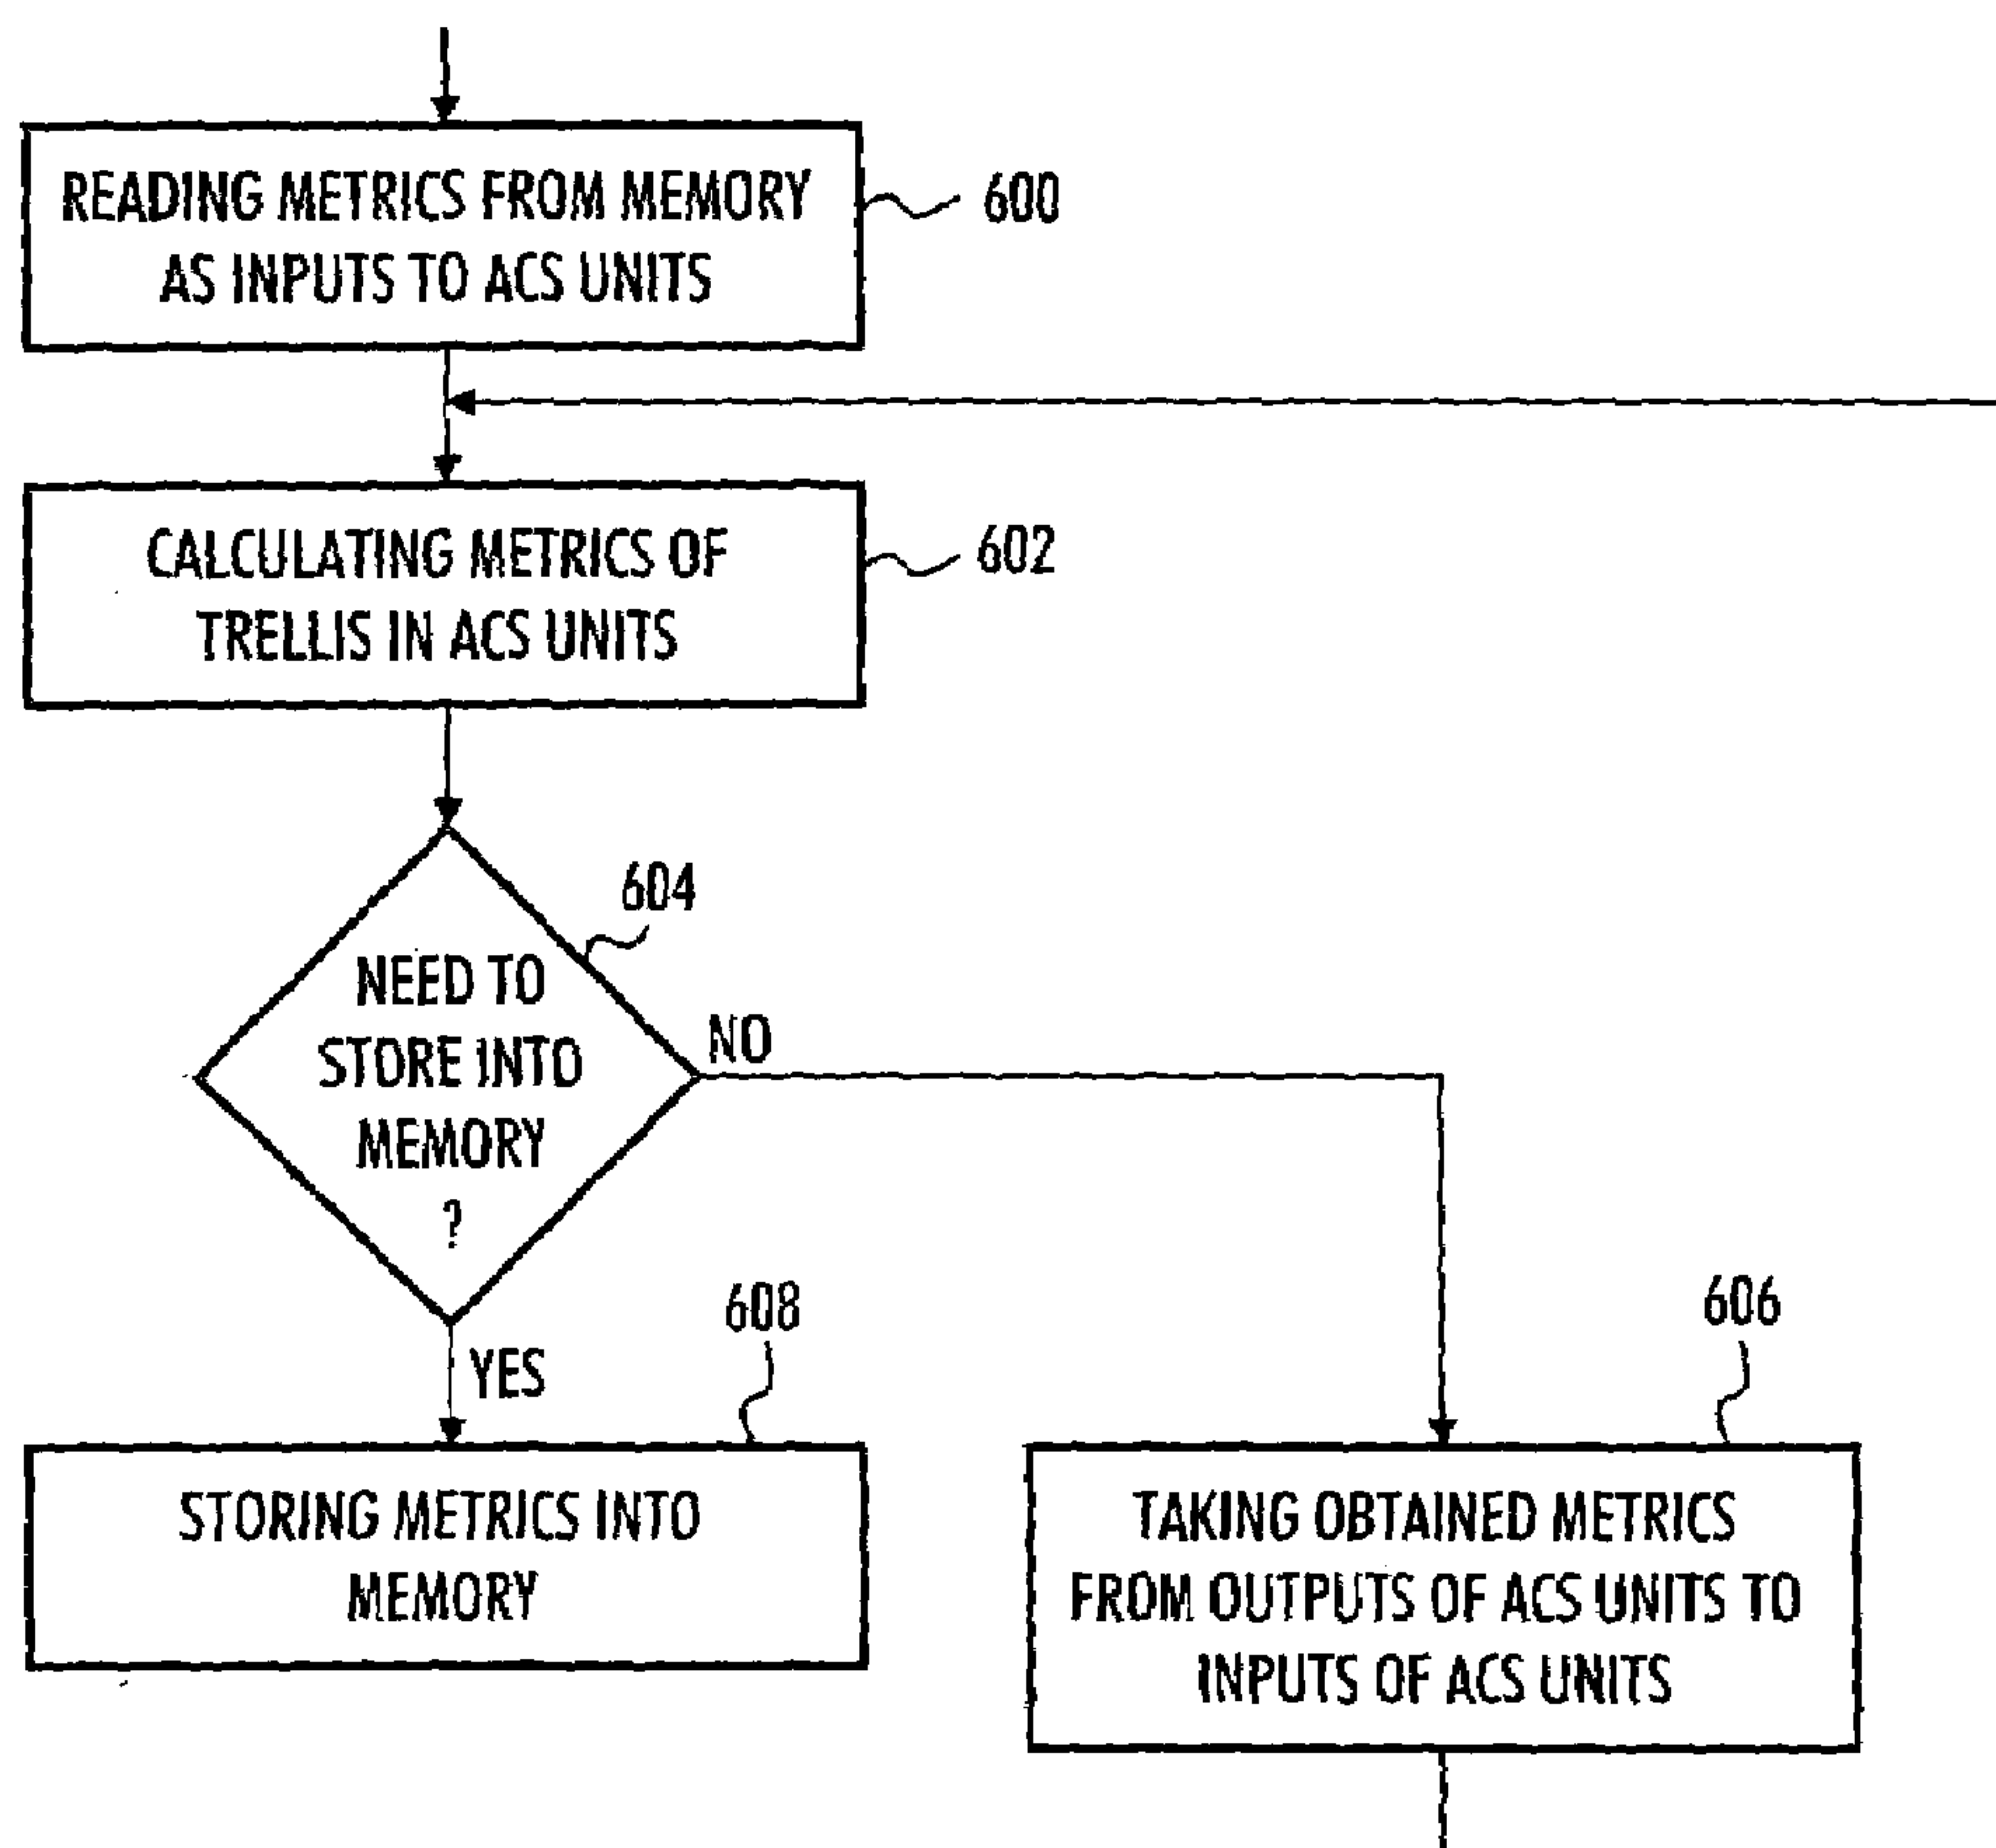 READING METRICS FROM MEMORY
AS INPUTS TO ACS UNITS
600
CALCULATING METRICS OF
TRELLIS IN ACS UNITS
602
604
NEED TO
STORE INTO
MEMORY
?
NO
YES
608
606
STORING METRICS INTO
MEMORY
TAKING OBTAINED METRICS
FROM OUTPUTS OF ACS UNITS TO
INPUTS OF ACS UNITS